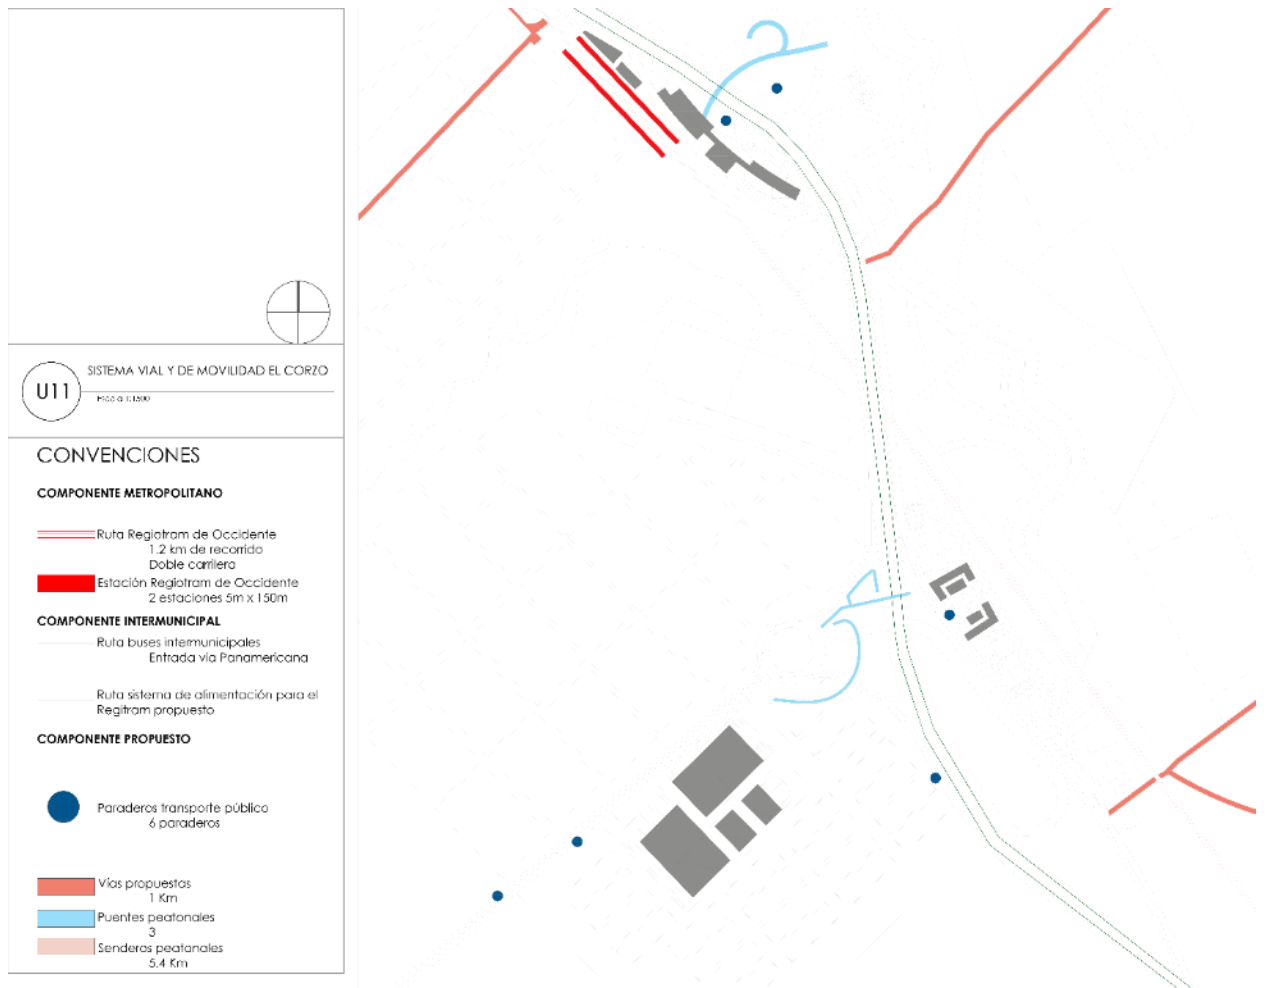 SISTEMA VIAL Y DE MOVILIDAD EL CORZO
U11
CONVENCIONES
COMPONENTE METROPOLITANO
Ruta Regiotram de Occidente
1.2 km de recorrido
Doble carrilera
Estación Regiotram de Occidente
2 estaciones 5m x 150m
COMPONENTE INTERMUNICIPAL
Ruta buses intermunicipales
Entrada vía Panamericana
Ruta sistema de alimentación para el
Regitram propuesto
COMPONENTE PROPUESTO
Paraderos transporte público
6 paraderos
Vías propuestas
1 Km
Puentes peatonales
3
Senderos peatonales
5.4 Km